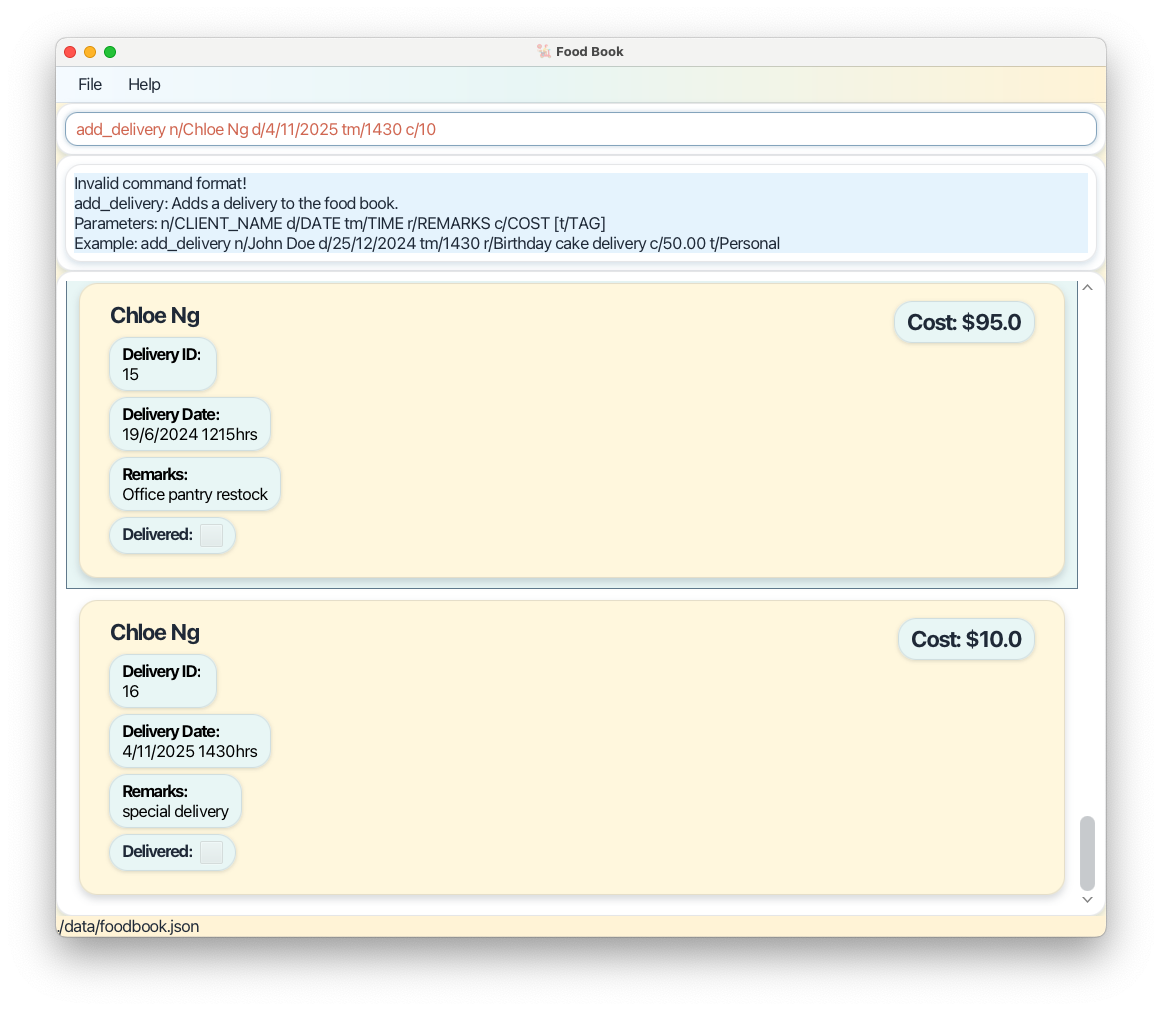 Food Book
File Help
add_delivery n/Chloe Ng d/4/11/2025 tm/1430 c/10
Invalid command format!
add_delivery: Adds a delivery to the food book.
Parameters: n/CLIENT_NAME d/DATE tm/TIME r/REMARKS c/COST [t/TAG]
Example: add_delivery n/John Doe d/25/12/2024 tm/1430 r/Birthday cake delivery c/50.00 t/Personal
Chloe Ng
Cost: $95.0
Delivery ID:
15
Delivery Date:
19/6/2024 1215hrs
Remarks:
Office pantry restock
Delivered:
Chloe Ng
Cost: $10.0
Delivery ID:
16
Delivery Date:
4/11/2025 1430hrs
Remarks:
special delivery
Delivered:
./data/foodbook.json